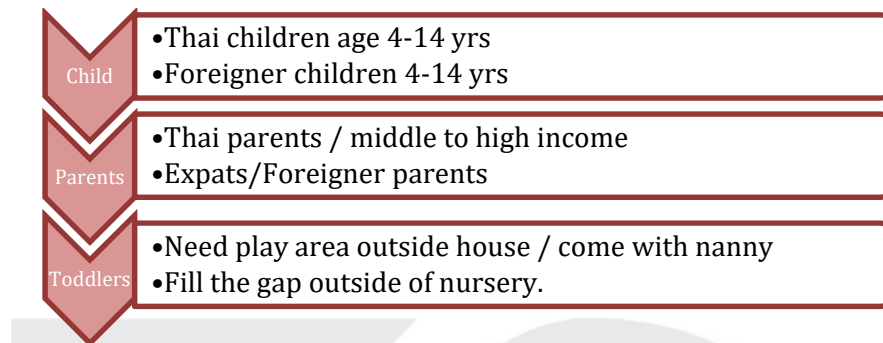 Child
•Thai children age 4-14 yrs
•Foreigner children 4-14 yrs
Parents
•Thai parents / middle to high income
•Expats/Foreigner parents
Toddlers
•Need play area outside house / come with nanny
•Fill the gap outside of nursery.